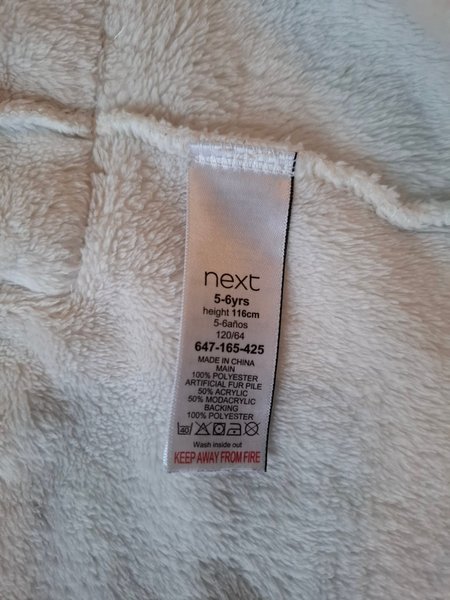 next
5-6yrs
height 116cm
5-6años
120/64
647-165-425
MADE IN CHINA
MAIN
100% POLYESTER
ARTIFICIAL FUR PILE
50% ACRYLIC
50% MODACRYLIC
BACKING
100% POLYESTER
40
Wash inside out
KEEP AWAY FROM FIRE